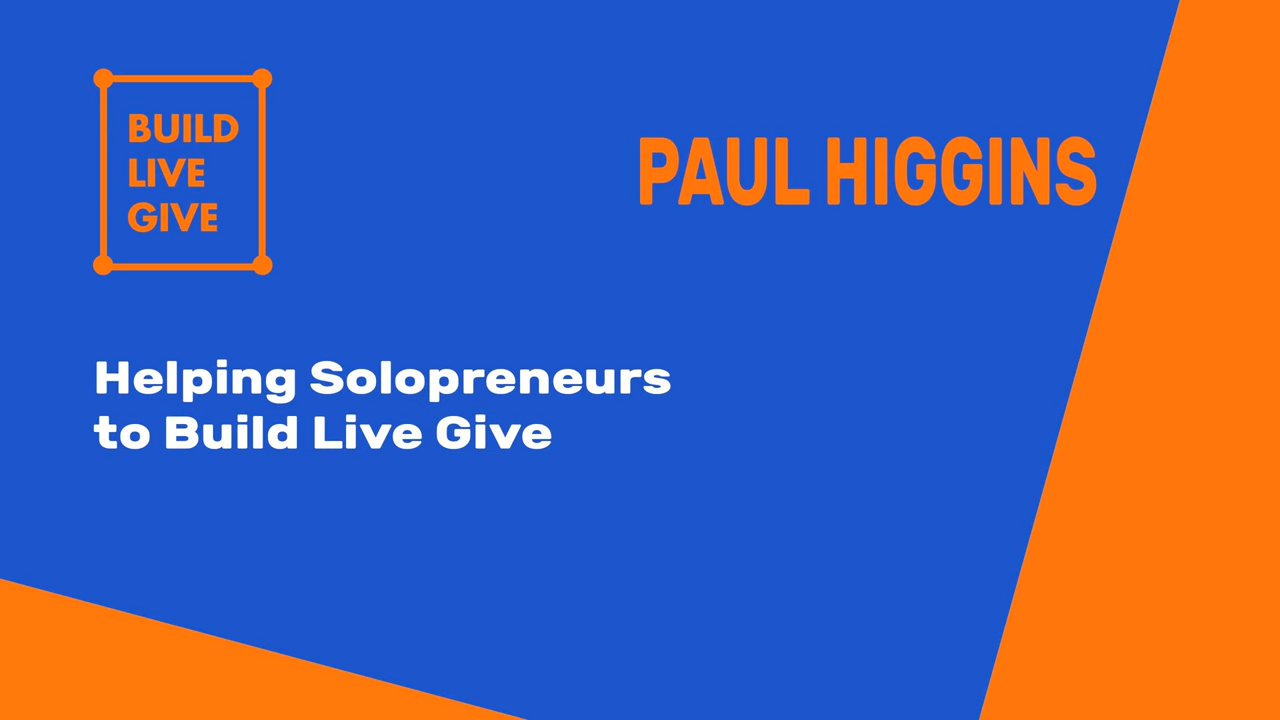 BUILD
LIVE
GIVE
PAUL HIGGINS
Helping Solopreneurs
to Build Live Give